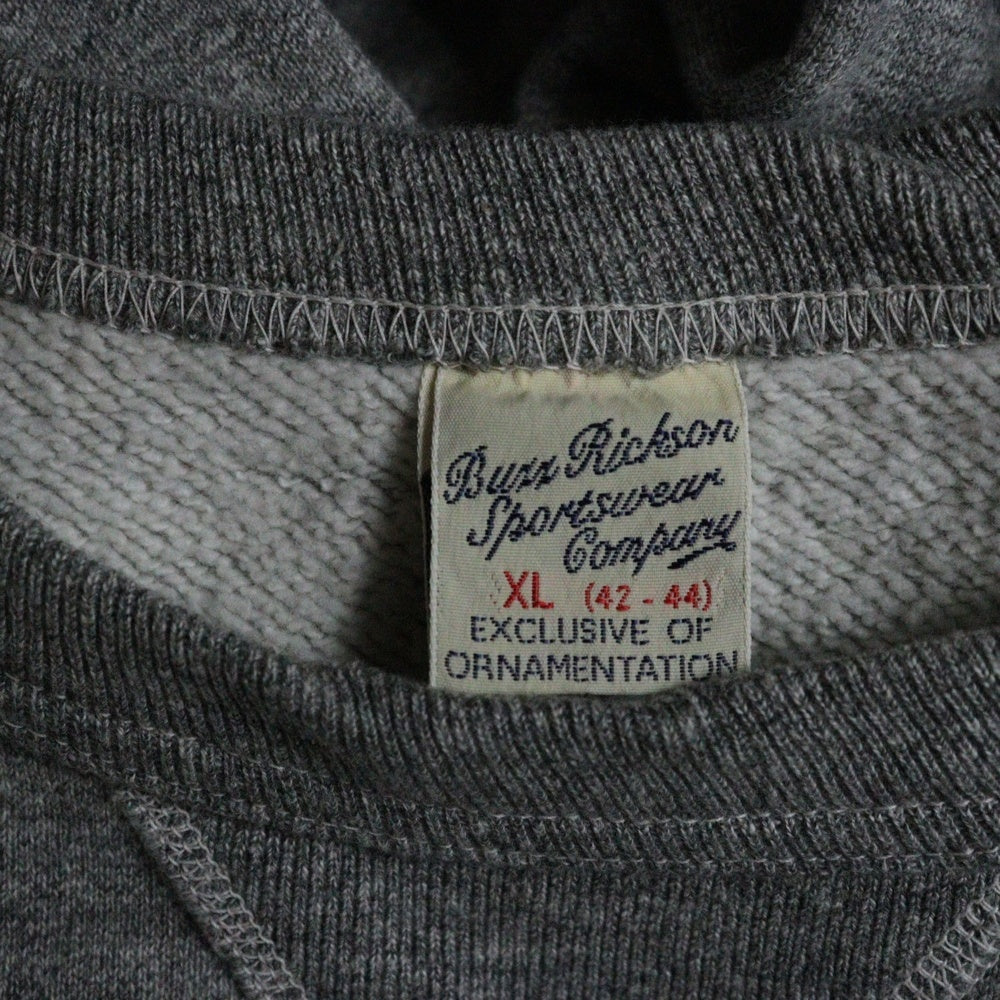 Buzz Rickson
Sportswear
Company
XL (42 - 44)
EXCLUSIVE OF
ORNAMENTATION